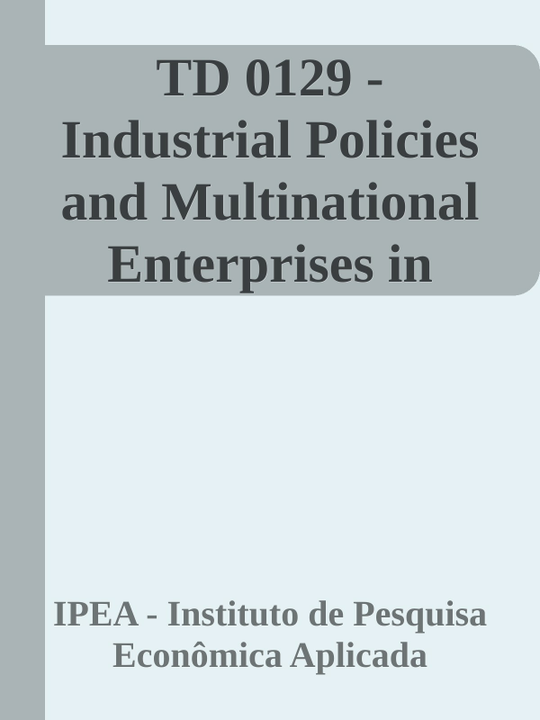 TD 0129 -
Industrial Policies
and Multinational
Enterprises in
IPEA - Instituto de Pesquisa
Econômica Aplicada